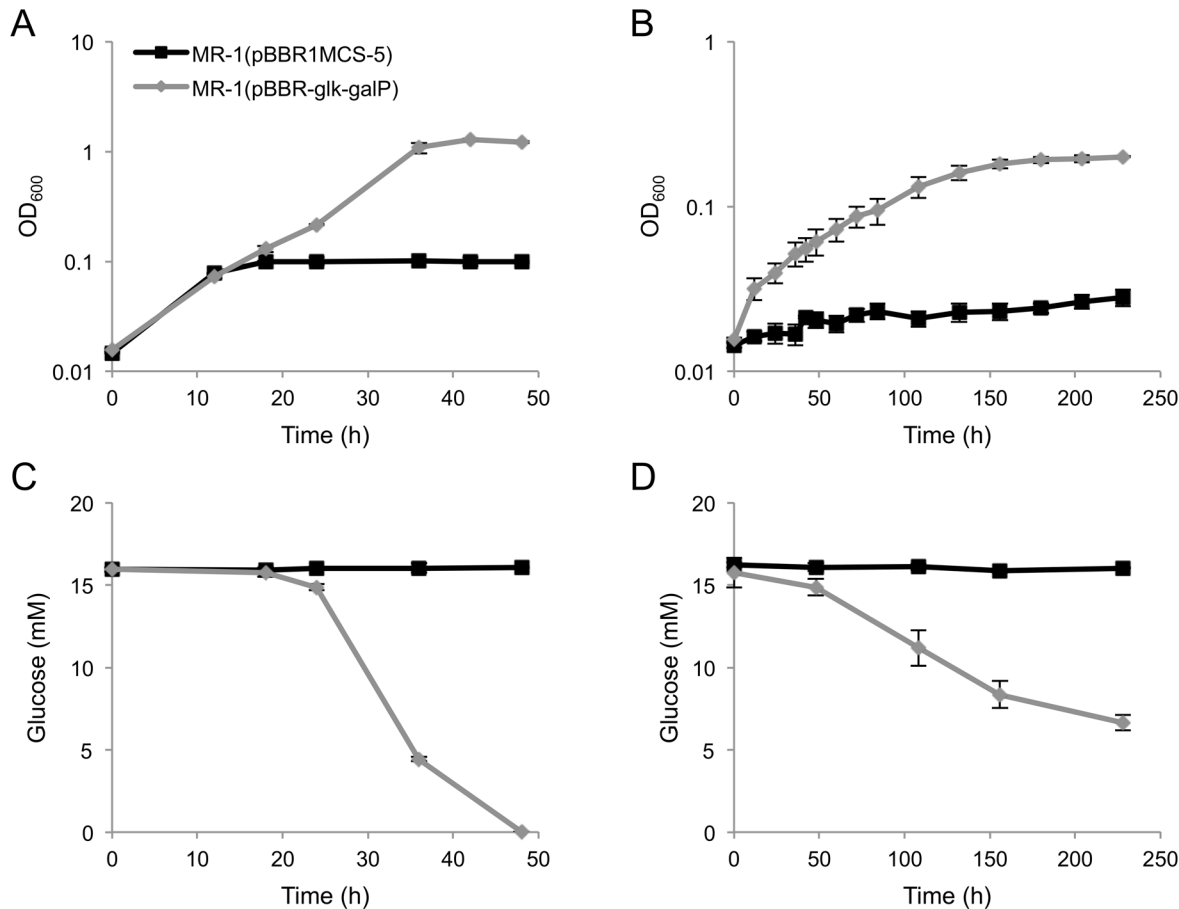 A
B
10
1
0.1
0.01
OD600
MR-1(pBBR1MCS-5)
MR-1(pBBR-glk-galP)
0 10 20 30 40 50
Time (h)
1
0.1
0.01
OD600
0 50 100 150 200 250
Time (h)
C
D
20
15
10
5
0
Glucose (mM)
0 10 20 30 40 50
Time (h)
20
15
10
5
0
Glucose (mM)
0 50 100 150 200 250
Time (h)